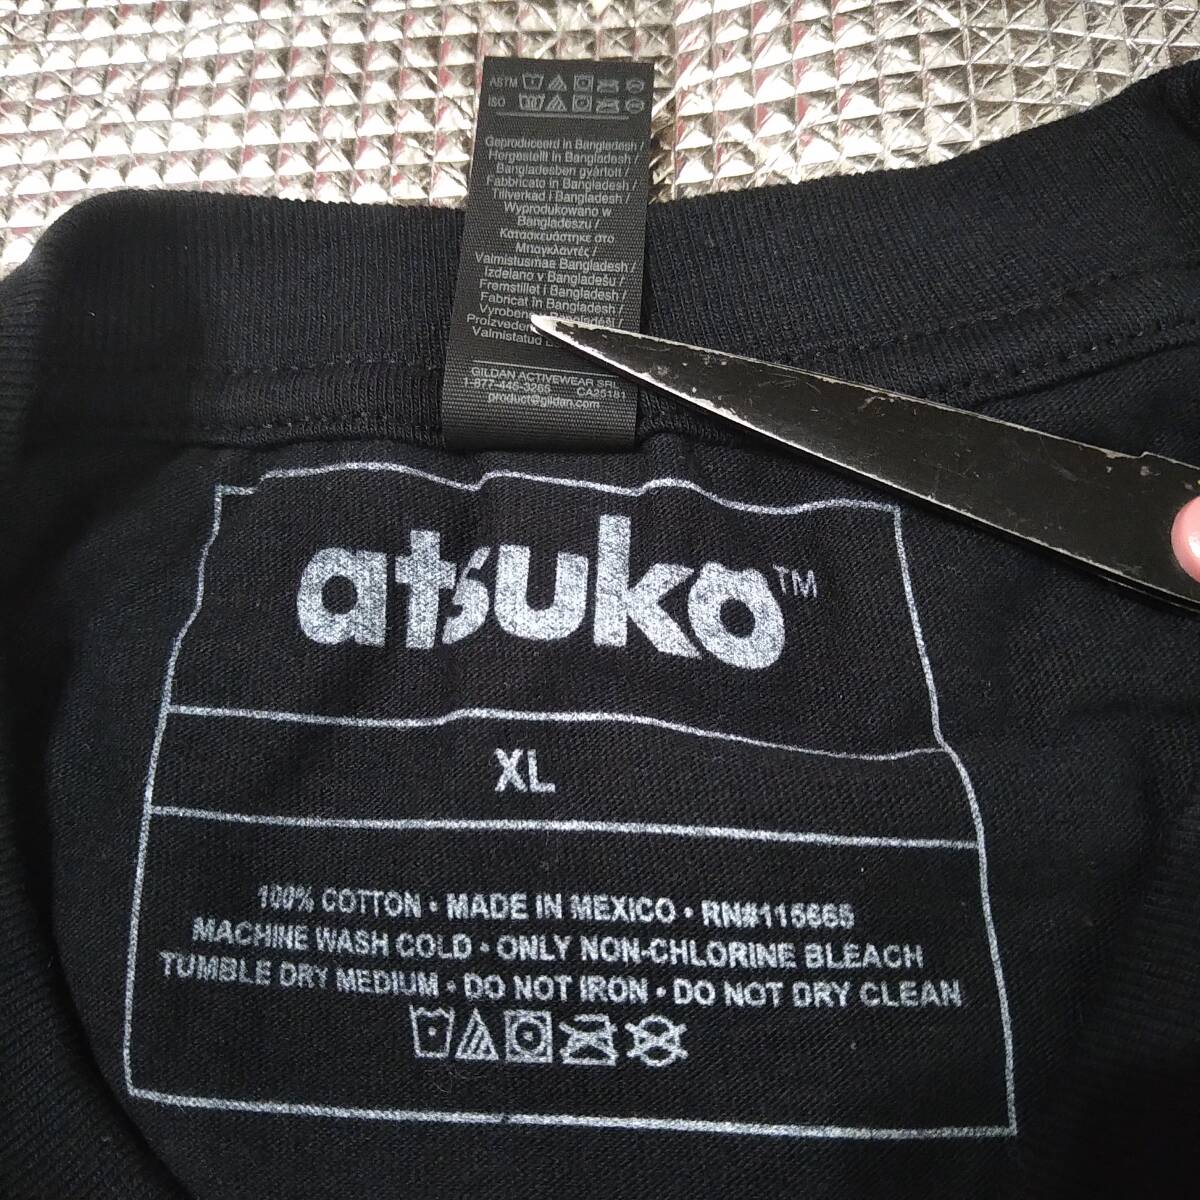 ASTM
ISO
Geproduceerd in Bangladesh /
Hergestellt in Bangladesh /
Bangladesben gyártott /
Fabbricato in Bangladesh /
Tillverkad i Bangladesh /
Wyprodukowano w
Bangladeszu /
Κατασκευάστηκε στο
Μπαγκλαντές /
Valmistusmaa Bangladesh /
Izdelano v Bangladešu /
Fremstillet i Bangladesh /
Fabricat în Bangladesh /
Valmistatud
GILDAN ACTIVEWEAR SRL
1-877-445-3265 CA25181
product@gildan.com
atsuko™
XL
100% COTTON • MADE IN MEXICO •
MACHINE WASH COLD • ONLY NON-CHLORINE BLEACH
TUMBLE DRY MEDIUM • DO NOT IRON • DO NOT DRY CLEAN